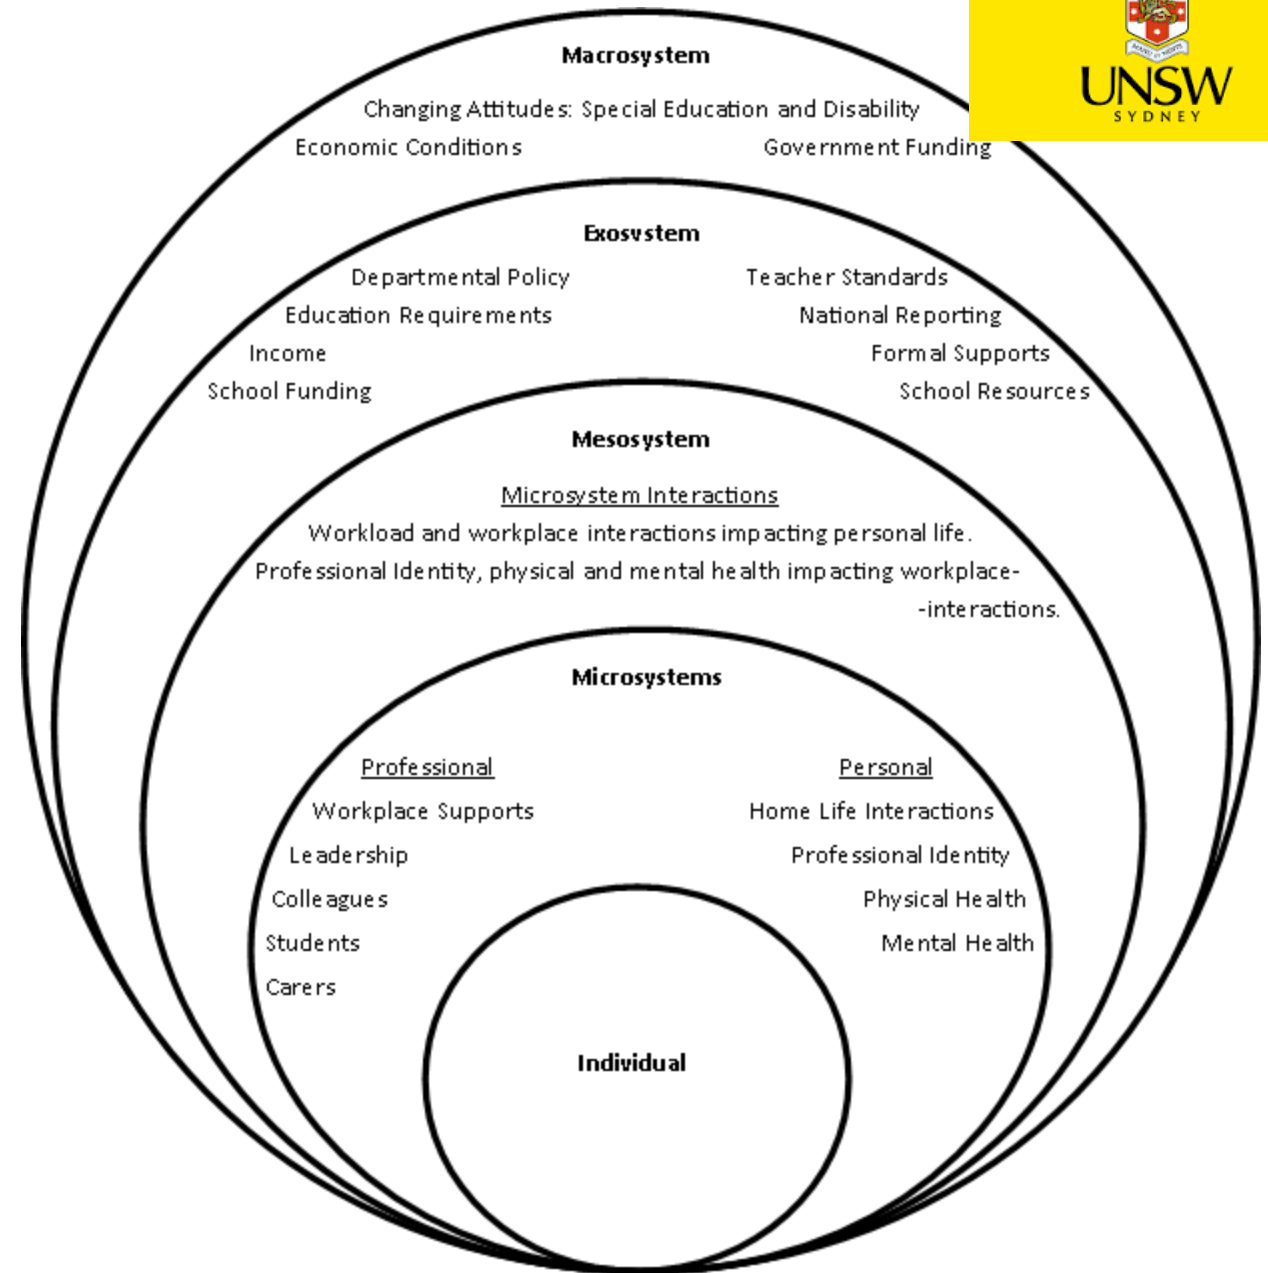 UNSW
SYDNEY
Macrosystem
Changing Attitudes: Special Education and Disability
Economic Conditions
Government Funding
Exosystem
Departmental Policy
Teacher Standards
Education Requirements
National Reporting
Income
Formal Supports
School Funding
School Resources
Mesosystem
Microsystem Interactions
Workload and workplace interactions impacting personal life.
Professional Identity, physical and mental health impacting workplace-
-interactions.
Microsystems
Professional
Personal
Workplace Supports
Home Life Interactions
Leadership
Professional Identity
Colleagues
Physical Health
Students
Mental Health
Carers
Individual